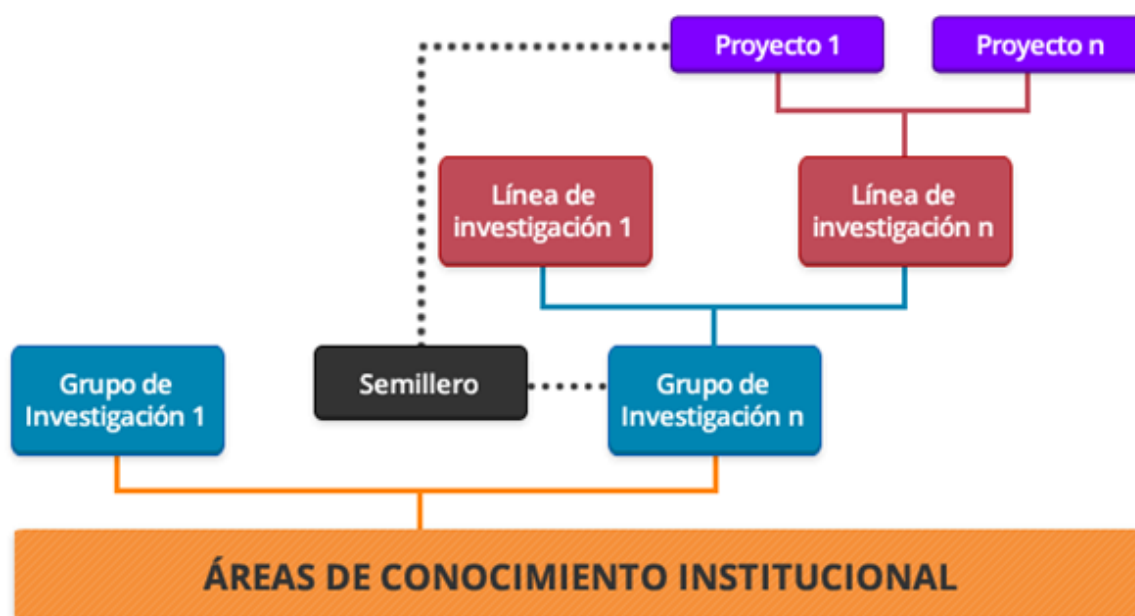 Proyecto 1
Proyecto n
Línea de
investigación 1
Línea de
investigación n
Grupo de
Investigación 1
Semillero
Grupo de
Investigación n
ÁREAS DE CONOCIMIENTO INSTITUCIONAL